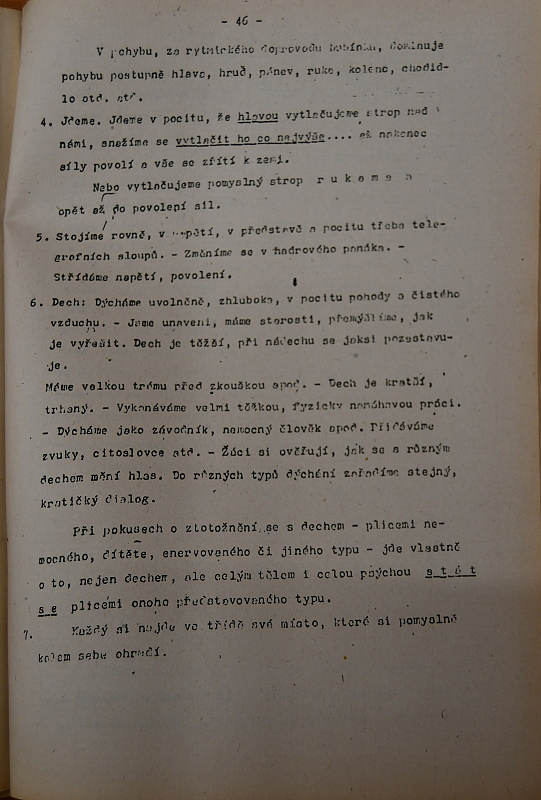 - 46 -
V pohybu, za rytmického doprovodu bubínku, dominuje
pohybu postupně hlava, hruď, pánev, ruka, koleno, chodid-
lo atd. atř.
4. Jdeme. Jdeme v pocitu, že hlavou vytlačujeme strop nad
námi, snažíme se vytlačit ho co nejvýše.... až nakonec
síly povolí a vše se zřítí k zemi.
Nebo vytlačujeme pomyslný strop r u k a m a a
opět až do povolení sil.
5. Stojíme rovně, v napětí, v představě a pocitu třeba tele-
grafních sloupů. - Změníme se v hadrového panáka. -
Střídáme napětí, povolení.
6. Dech: Dýcháme uvolněně, zhluboka, v pocitu pohody a čistého
vzduchu. - Jsme unaveni, máme starosti, přemýšlíme, jak
je vyřešit. Dech je těžší, při nádechu se jaksi pozastavu-
je.
Máme velkou trému před zkouškou apod. - Dech je kratší,
trhaný. - Vykonáváme velmi těžkou, fyzicky namáhavou práci.
- Dýcháme jako závodník, nemocný člověk apod. Přidáváme
zvuky, citoslovce atd. - Žáci si ověřují, jak se s různým
dechem mění hlas. Do různých typů dýchání zařadíme stejný,
kratičký dialog.
Při pokusech o ztotožnění se s dechem - plicemi ne-
mocného, dítěte, enervovaného či jiného typu - jde vlastně
o to, nejen dechem, ale celým tělem i celou psýchou s t á t
s e plicemi onoho představovaného typu.
7. Každý si najde ve třídě své místo, které si pomyslně
kolem sebe ohradí.